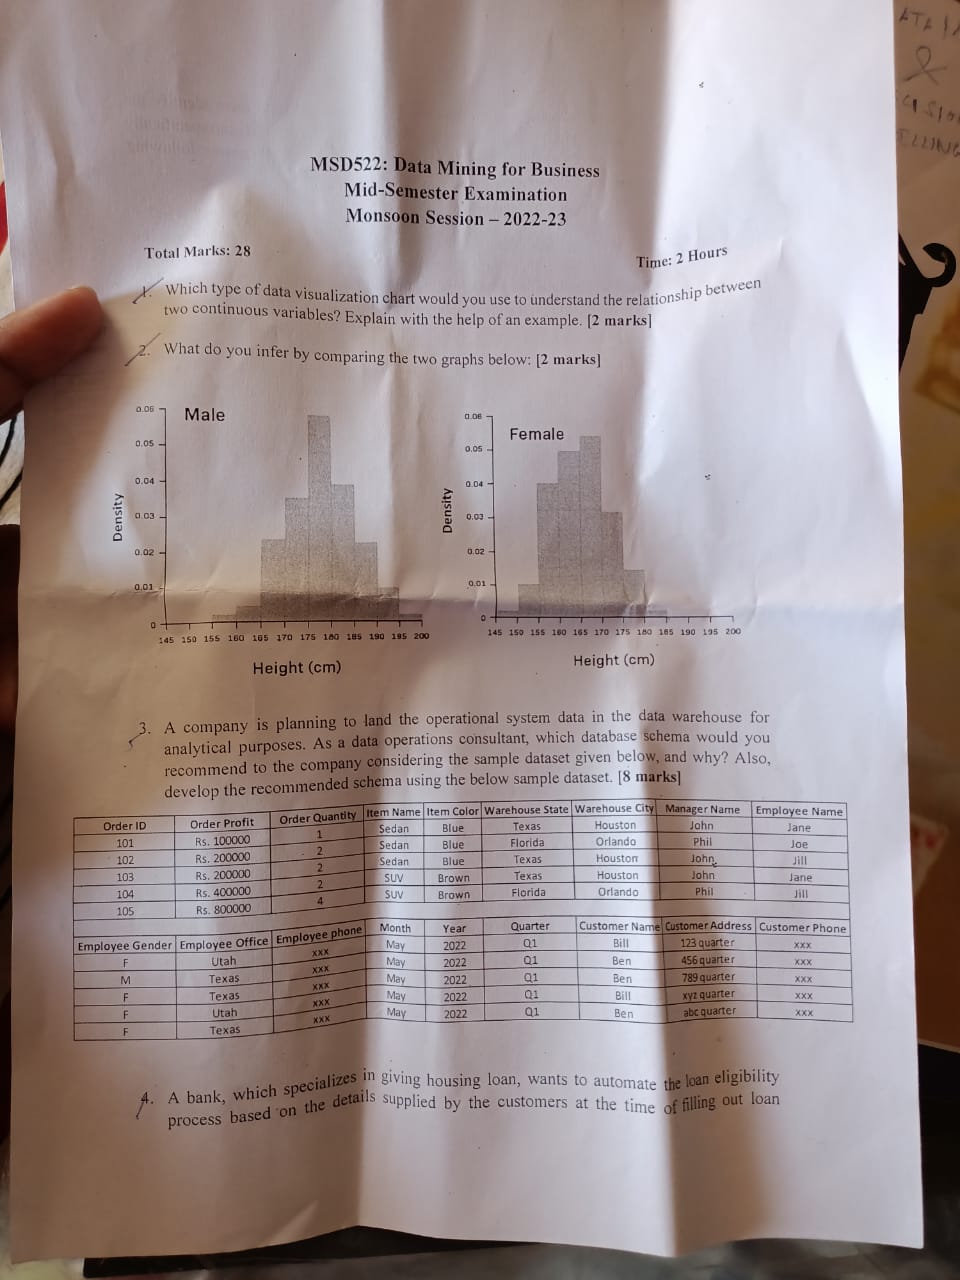 MSD522: Data Mining for Business
Mid-Semester Examination
Monsoon Session – 2022-23
Total Marks: 28
Time: 2 Hours
1. Which type of data visualization chart would you use to understand the relationship between
two continuous variables? Explain with the help of an example. [2 marks]
2. What do you infer by comparing the two graphs below: [2 marks]
Male
Density
0.06
0.05
0.04
0.03
0.02
0.01
0
145 150 155 160 165 170 175 180 185 190 195 200
Height (cm)
Female
Density
0.06
0.05
0.04
0.03
0.02
0.01
0
145 150 155 160 165 170 175 180 185 190 195 200
Height (cm)
3. A company is planning to land the operational system data in the data warehouse for
analytical purposes. As a data operations consultant, which database schema would you
recommend to the company considering the sample dataset given below, and why? Also,
develop the recommended schema using the below sample dataset. [8 marks]
Order ID Order Profit Order Quantity Item Name Item Color Warehouse State Warehouse City Manager Name Employee Name
101 Rs. 100000 1 Sedan Blue Texas Houston John Jane
102 Rs. 200000 2 Sedan Blue Florida Orlando Phil Joe
103 Rs. 200000 2 Sedan Blue Texas Houston John Jill
104 Rs. 400000 2 SUV Brown Texas Houston John Jane
105 Rs. 800000 4 SUV Brown Florida Orlando Phil Jill
Employee Gender Employee Office Employee phone Month Year Quarter Customer Name Customer Address Customer Phone
F Utah xxx May 2022 Q1 Bill 123 quarter xxx
M Texas xxx May 2022 Q1 Ben 456 quarter xxx
F Texas xxx May 2022 Q1 Ben 789 quarter xxx
F Utah xxx May 2022 Q1 Bill xyz quarter xxx
F Texas xxx May 2022 Q1 Ben abc quarter xxx
4. A bank, which specializes in giving housing loan, wants to automate the loan eligibility
process based on the details supplied by the customers at the time of filling out loan